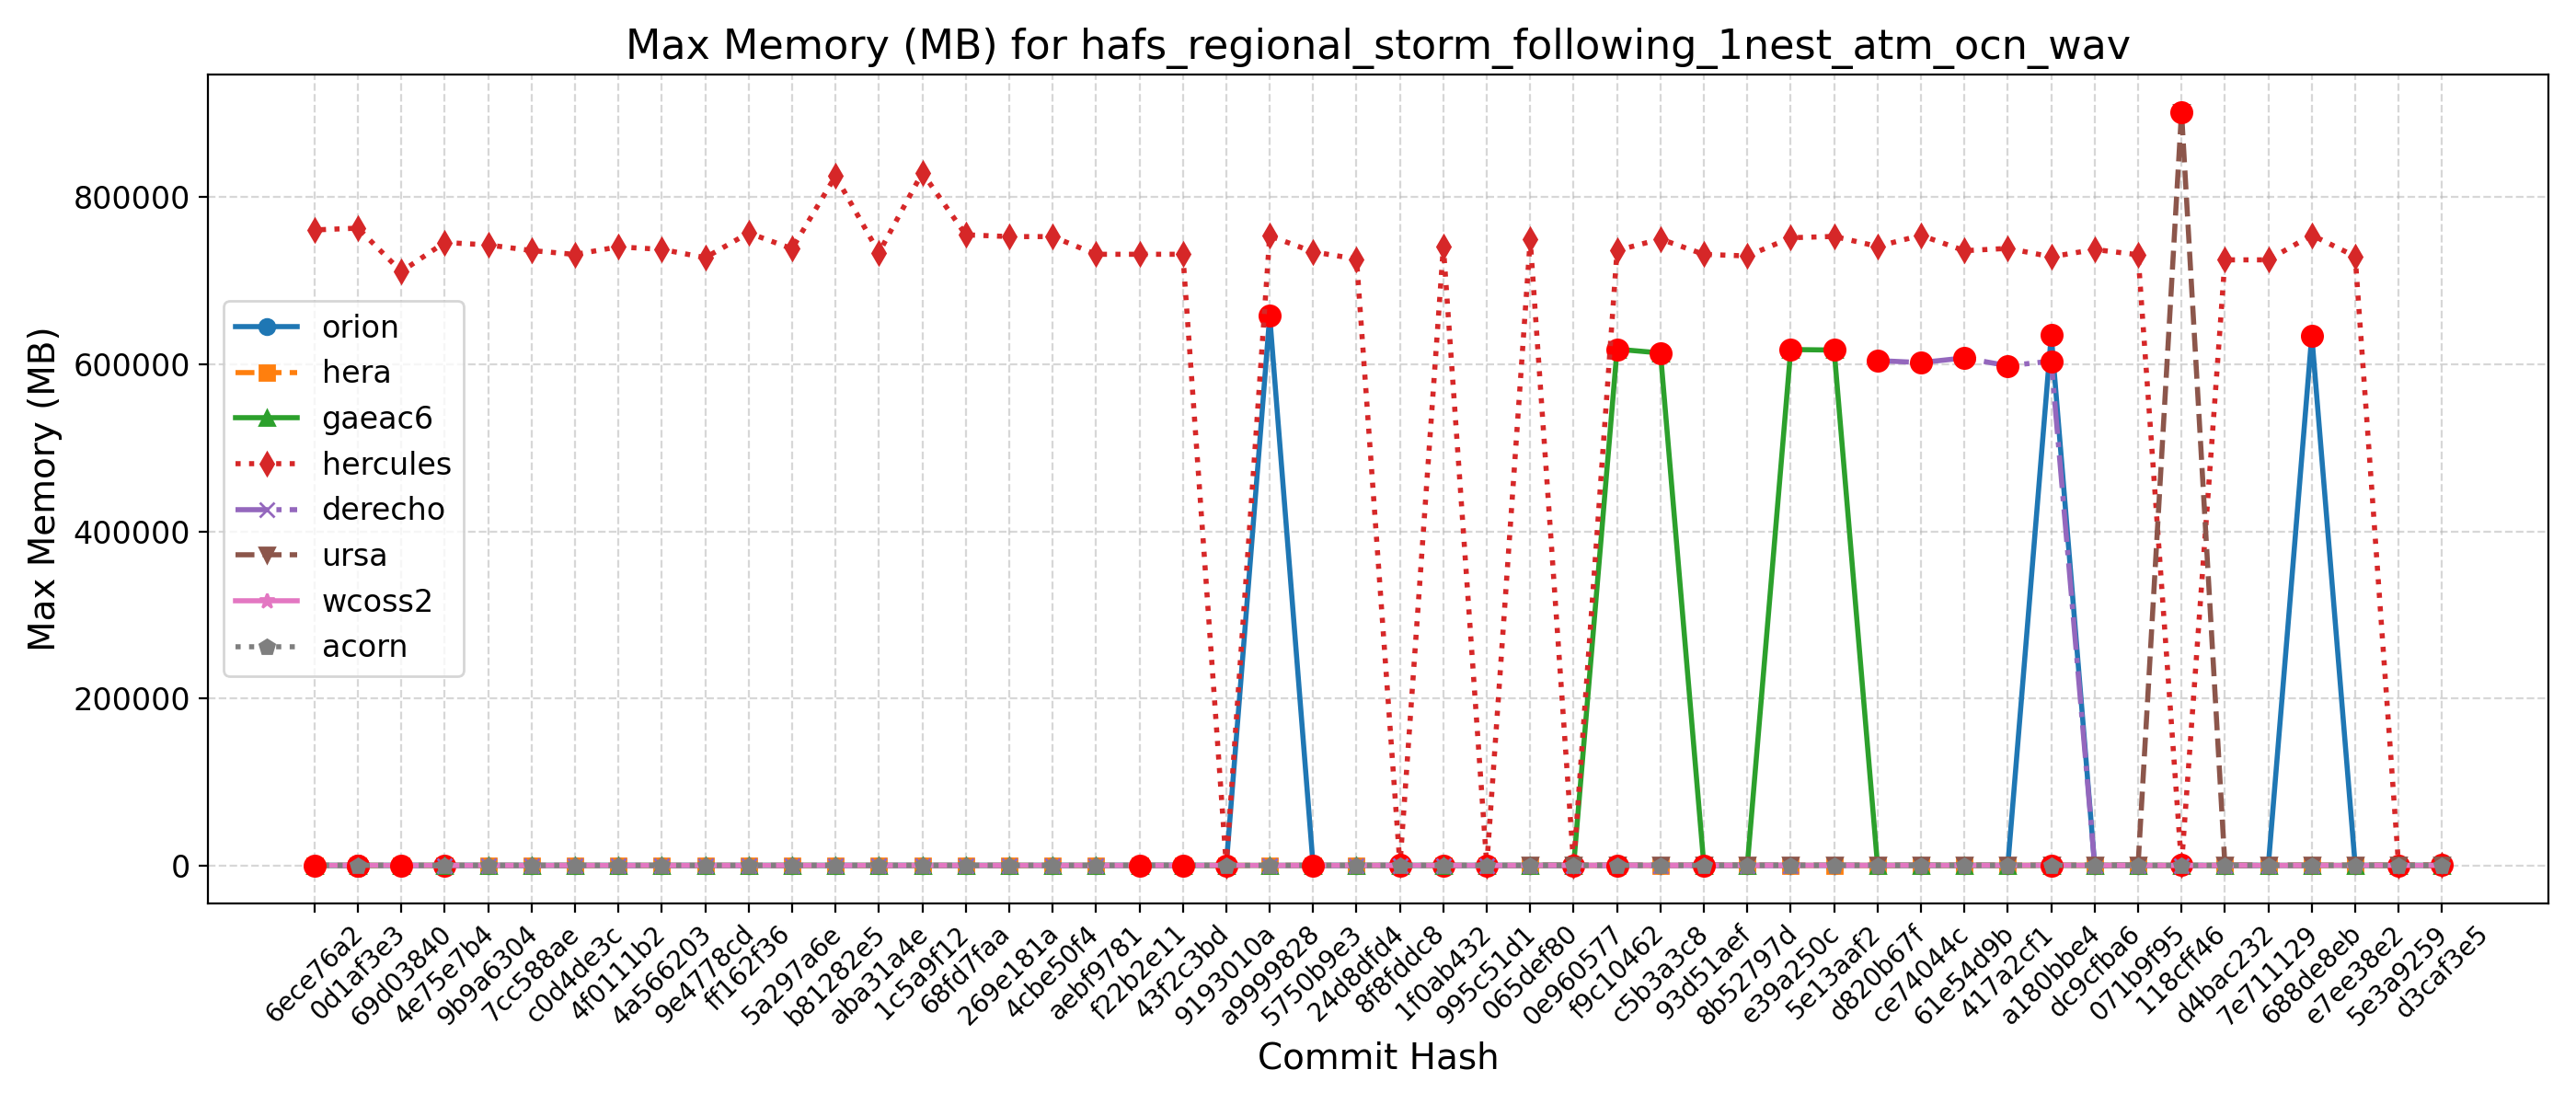 Max Memory (MB) for hafs_regional_storm_following_1nest_atm_ocn_wav
Max Memory (MB)
800000
600000
400000
200000
0
orion
hera
gaeac6
hercules
derecho
ursa
wcoss2
acorn
6ece76a2
0d1af3e3
69d03840
4e75e7b4
9b9a6304
7cc588ae
c0d4de3c
4f0111b2
4a566203
9e4778cd
ff162f36
5a297a6e
b81282e5
aba31a4e
1c5a9f12
68fd7faa
269e181a
4cbe50f4
aebf9781
f22b2e11
43f2c3bd
9193010a
a9999828
5750b9e3
24d8dfd4
8f8fddc8
1f0ab432
995c51d1
065def80
0e960577
f9c10462
c5b3a3c8
93d51aef
8b52797d
e39a250c
5e13aaf2
d820b67f
ce74044c
61e54d9b
417a2cf1
a180bbe4
dc9cfba6
071b9f95
118cff46
d4bac232
7e711129
688de8eb
e7ee38e2
5e3a9259
d3caf3e5
Commit Hash